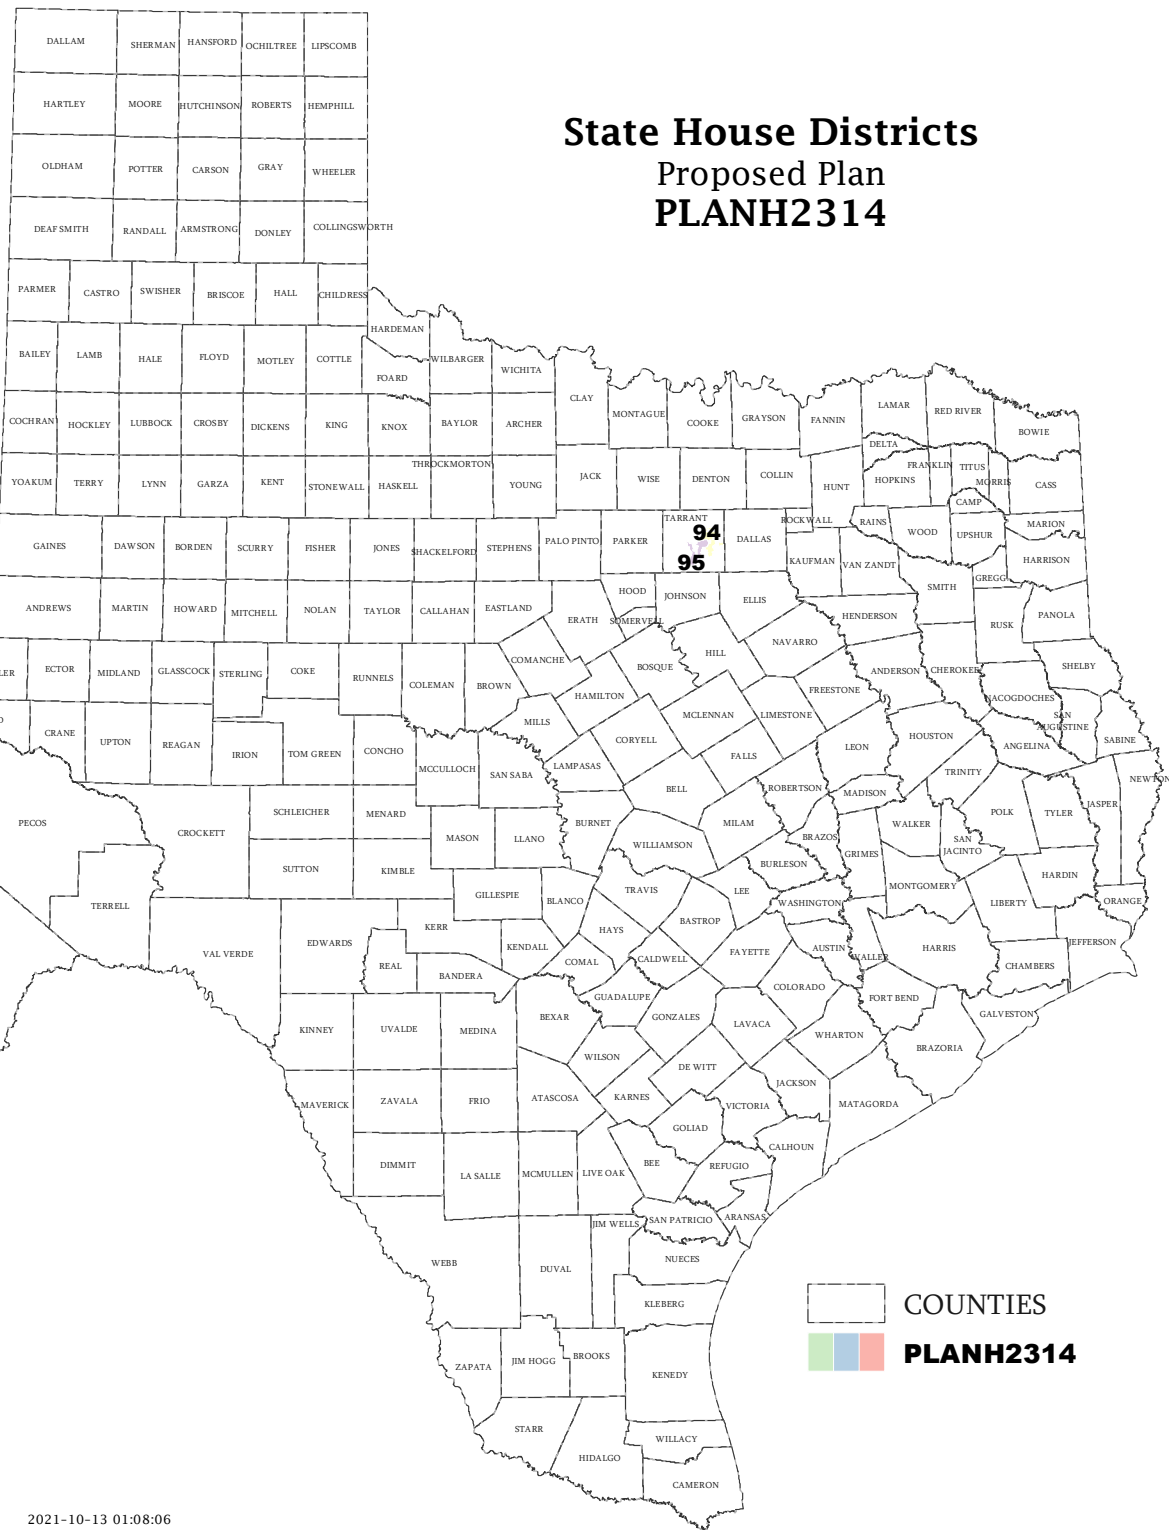 State House Districts
Proposed Plan
PLANH2314
DALLAM
SHERMAN
HANSFORD
OCHILTREE
LIPSCOMB
HARTLEY
MOORE
HUTCHINSON
ROBERTS
HEMPHILL
OLDHAM
POTTER
CARSON
GRAY
WHEELER
DEAF SMITH
RANDALL
ARMSTRONG
DONLEY
COLLINGSWORTH
PARMER
CASTRO
SWISHER
BRISCOE
HALL
CHILDRESS
HARDEMAN
BAILEY
LAMB
HALE
FLOYD
MOTLEY
COTTLE
FOARD
WILBARGER
WICHITA
CLAY
MONTAGUE
COOKE
GRAYSON
FANNIN
LAMAR
RED RIVER
BOWIE
COCHRAN
HOCKLEY
LUBBOCK
CROSBY
DICKENS
KING
KNOX
BAYLOR
ARCHER
DELTA
YOAKUM
TERRY
LYNN
GARZA
KENT
STONEWALL
HASKELL
THROCKMORTON
YOUNG
JACK
WISE
DENTON
COLLIN
HUNT
HOPKINS
FRANKLIN
TITUS
MORRIS
CASS
CAMP
GAINES
DAWSON
BORDEN
SCURRY
FISHER
JONES
SHACKELFORD
STEPHENS
PALO PINTO
PARKER
TARRANT
94
95
DALLAS
ROCKWALL
RAINS
WOOD
UPSHUR
MARION
KAUFMAN
VAN ZANDT
SMITH
GREGG
HARRISON
ANDREWS
MARTIN
HOWARD
MITCHELL
NOLAN
TAYLOR
CALLAHAN
EASTLAND
ERATH
HOOD
SOMERVELL
JOHNSON
ELLIS
HENDERSON
RUSK
PANOLA
LER
ECTOR
MIDLAND
GLASSCOCK
STERLING
COKE
RUNNELS
COLEMAN
BROWN
COMANCHE
HAMILTON
BOSQUE
HILL
NAVARRO
FREESTONE
ANDERSON
CHEROKEE
NACOGDOCHES
SHELBY
CRANE
UPTON
REAGAN
IRION
TOM GREEN
CONCHO
MCCULLOCH
SAN SABA
MILLS
LAMPASAS
CORYELL
MCLENNAN
LIMESTONE
FALLS
LEON
HOUSTON
ANGELINA
SAN
AUGUSTINE
SABINE
PECOS
CROCKETT
SCHLEICHER
MENARD
MASON
LLANO
BURNET
BELL
MILAM
ROBERTSON
MADISON
TRINITY
POLK
TYLER
JASPER
NEWTON
TERRELL
SUTTON
KIMBLE
GILLESPIE
BLANCO
WILLIAMSON
TRAVIS
LEE
BURLESON
BRAZOS
GRIMES
WALKER
SAN
JACINTO
HARDIN
VAL VERDE
EDWARDS
REAL
KERR
BANDERA
KENDALL
COMAL
HAYS
CALDWELL
BASTROP
FAYETTE
WASHINGTON
AUSTIN
WALLER
MONTGOMERY
HARRIS
LIBERTY
ORANGE
JEFFERSON
CHAMBERS
KINNEY
UVALDE
MEDINA
BEXAR
GUADALUPE
GONZALES
LAVACA
COLORADO
WHARTON
FORT BEND
GALVESTON
BRAZORIA
MAVERICK
ZAVALA
FRIO
ATASCOSA
WILSON
KARNES
DE WITT
VICTORIA
JACKSON
MATAGORDA
DIMMIT
LA SALLE
MCMULLEN
LIVE OAK
BEE
GOLIAD
REFUGIO
CALHOUN
WEBB
DUVAL
JIM WELLS
SAN PATRICIO
ARANSAS
NUECES
KLEBERG
ZAPATA
JIM HOGG
BROOKS
KENEDY
STARR
HIDALGO
WILLACY
CAMERON
COUNTIES
PLANH2314
2021-10-13 01:08:06